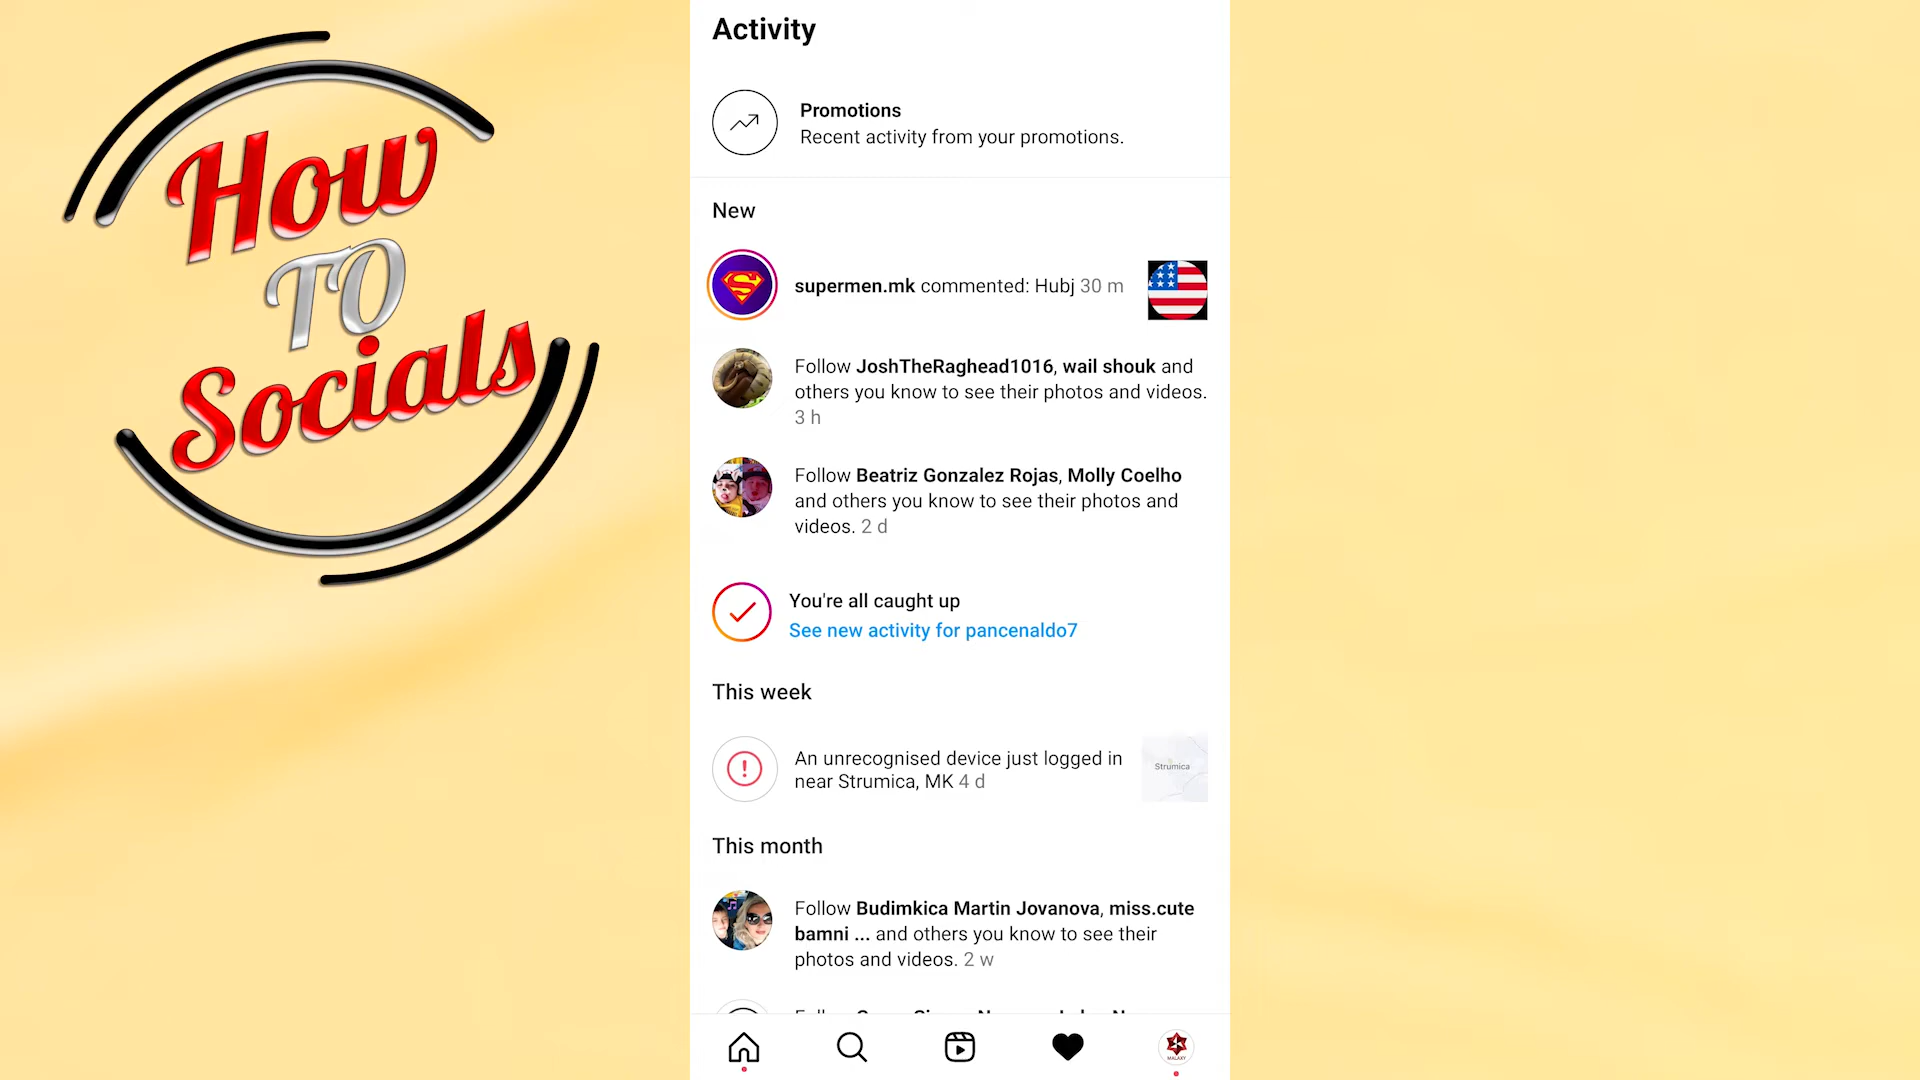 How
TO
Socials
Activity
Promotions
Recent activity from your promotions.
New
supermen.mk commented: Hubj 30 m
Follow JoshTheRaghead1016, wail shouk and
others you know to see their photos and videos.
3 h
Follow Beatriz Gonzalez Rojas, Molly Coelho
and others you know to see their photos and
videos. 2 d
You're all caught up
See new activity for pancenaldo7
This week
An unrecognised device just logged in
near Strumica, MK 4 d
Strumica
This month
Follow Budimkica Martin Jovanova, miss.cute
bamni ... and others you know to see their
photos and videos. 2 w
MALAXY